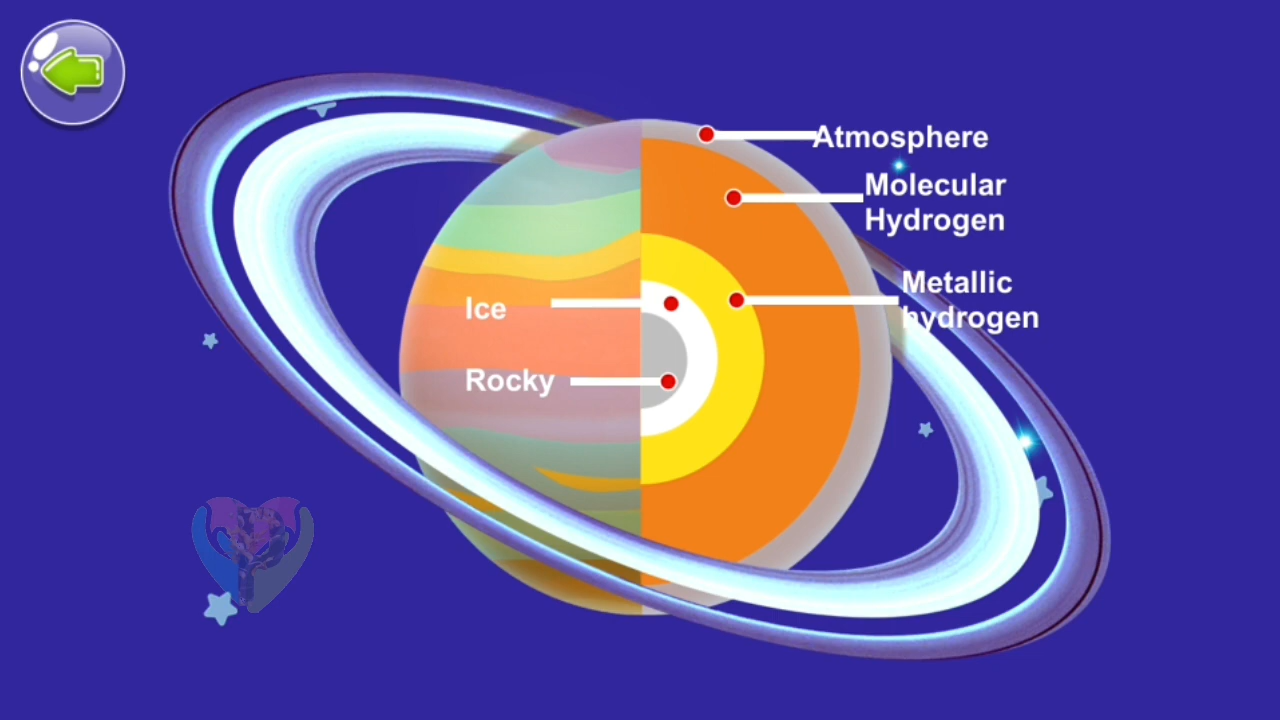 Atmosphere
Molecular
Hydrogen
Metallic
hydrogen
Ice
Rocky